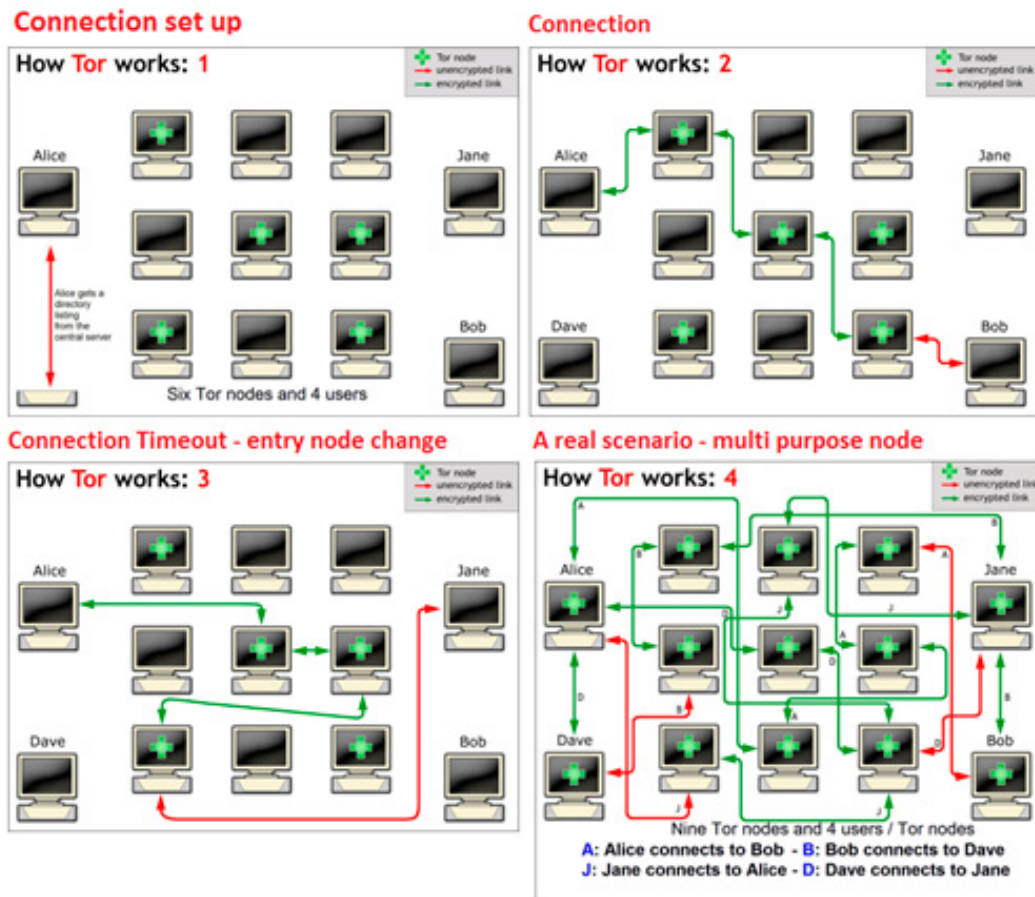 Connection set up
How Tor works: 1
Tor node
unencrypted link
encrypted link
Alice
Jane
Alice gets a
directory
listing
from the
central server
Bob
Six Tor nodes and 4 users
Connection
How Tor works: 2
Tor node
unencrypted link
encrypted link
Alice
Jane
Dave
Bob
Connection Timeout - entry node change
How Tor works: 3
Tor node
unencrypted link
encrypted link
Alice
Jane
Dave
Bob
A real scenario - multi purpose node
How Tor works: 4
Tor node
unencrypted link
encrypted link
A
B
B
A
Alice
Jane
J
D
J
A
D
D
B
B
A
D
Dave
Bob
J
J
Nine Tor nodes and 4 users / Tor nodes
A: Alice connects to Bob - B: Bob connects to Dave
J: Jane connects to Alice - D: Dave connects to Jane